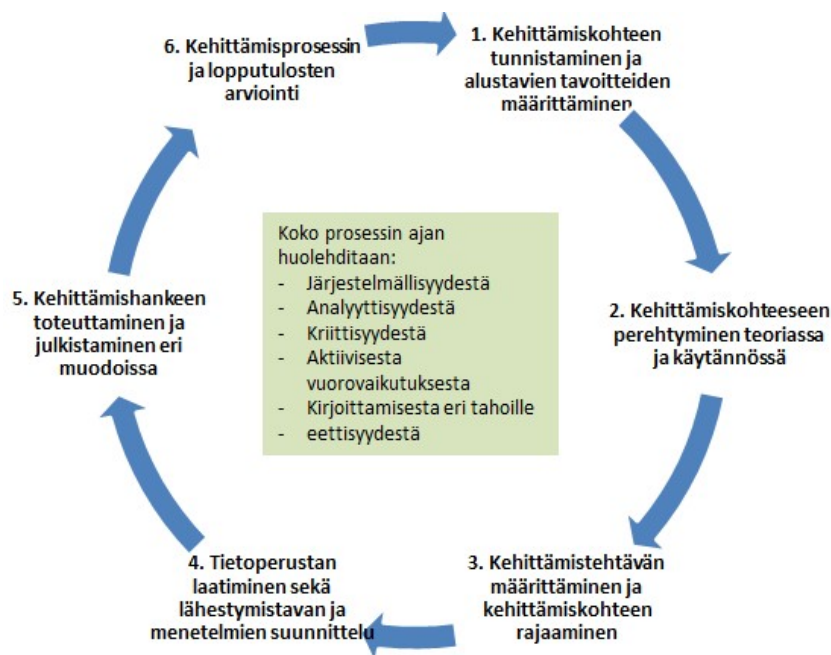 1. Kehittämiskohteen
tunnistaminen ja
alustavien tavoitteiden
määrittäminen
2. Kehittämiskohteeseen
perehtyminen teoriassa
ja käytännössä
3. Kehittämistehtävän
määrittäminen ja
kehittämiskohteen
rajaaminen
4. Tietoperustan
laatiminen sekä
lähestymistavan ja
menetelmien suunnittelu
5. Kehittämishankeen
toteuttaminen ja
julkistaminen eri
muodoissa
6. Kehittämisprosessin
ja lopputulosten
arviointi
Koko prosessin ajan
huolehditaan:
- Järjestelmällisyydestä
- Analyyttisyydestä
- Kriittisyydestä
- Aktiivisesta
vuorovaikutuksesta
- Kirjoittamisesta eri tahoille
- eettisyydestä